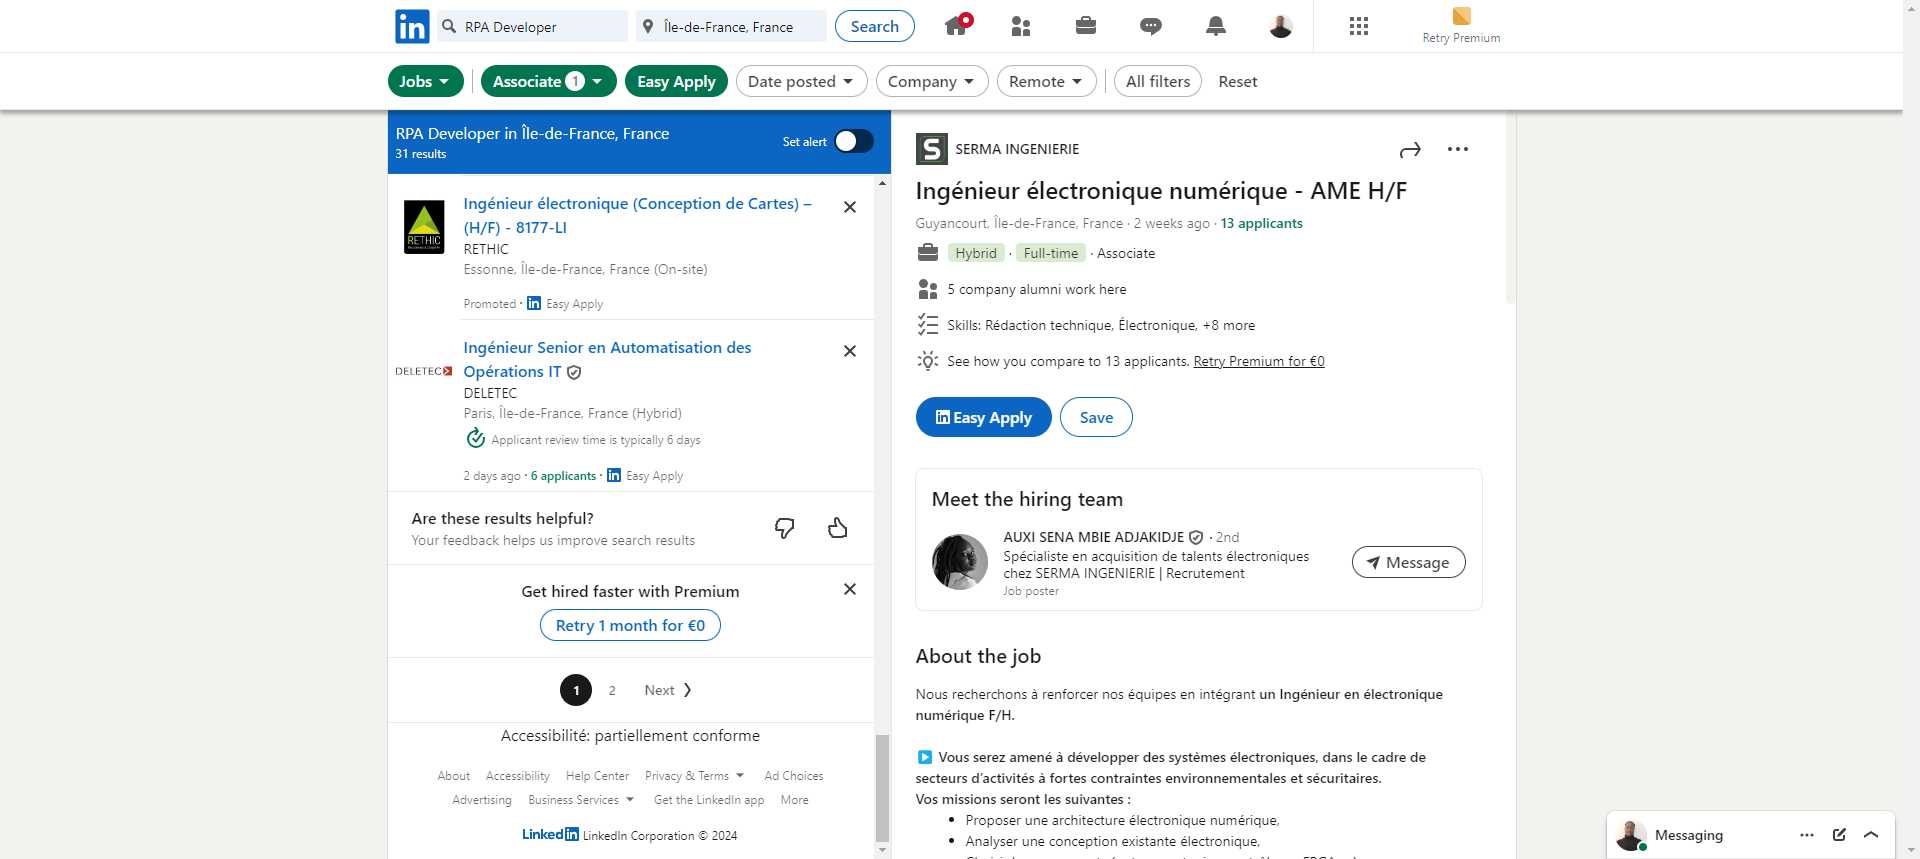 in
RPA Developer
Île-de-France, France
Search
Retry Premium
Jobs
Associate 1
Easy Apply
Date posted
Company
Remote
All filters
Reset
RPA Developer in Île-de-France, France
31 results
Set alert
RETHIC
Ingénieur électronique (Conception de Cartes) –
(H/F) - 8177-LI
RETHIC
Essonne, Île-de-France, France (On-site)
Promoted · in Easy Apply
DELETEC
Ingénieur Senior en Automatisation des
Opérations IT
DELETEC
Paris, Île-de-France, France (Hybrid)
Applicant review time is typically 6 days
2 days ago · 6 applicants · in Easy Apply
Are these results helpful?
Your feedback helps us improve search results
Get hired faster with Premium
Retry 1 month for €0
1 2 Next
Accessibilité: partiellement conforme
About Accessibility Help Center Privacy & Terms Ad Choices
Advertising Business Services Get the LinkedIn app More
Linked in LinkedIn Corporation © 2024
S
SERMA INGENIERIE
Ingénieur électronique numérique - AME H/F
Guyancourt, Île-de-France, France · 2 weeks ago · 13 applicants
Hybrid · Full-time · Associate
5 company alumni work here
Skills: Rédaction technique, Électronique, +8 more
See how you compare to 13 applicants. Retry Premium for €0
in Easy Apply
Save
Meet the hiring team
AUXI SENA MBIE ADJAKIDJE · 2nd
Spécialiste en acquisition de talents électroniques
chez SERMA INGENIERIE | Recrutement
Job poster
Message
About the job
Nous recherchons à renforcer nos équipes en intégrant un Ingénieur en électronique
numérique F/H.
Vous serez amené à développer des systèmes électroniques, dans le cadre de
secteurs d'activités à fortes contraintes environnementales et sécuritaires.
Vos missions seront les suivantes :
• Proposer une architecture électronique numérique,
• Analyser une conception existante électronique,
Messaging